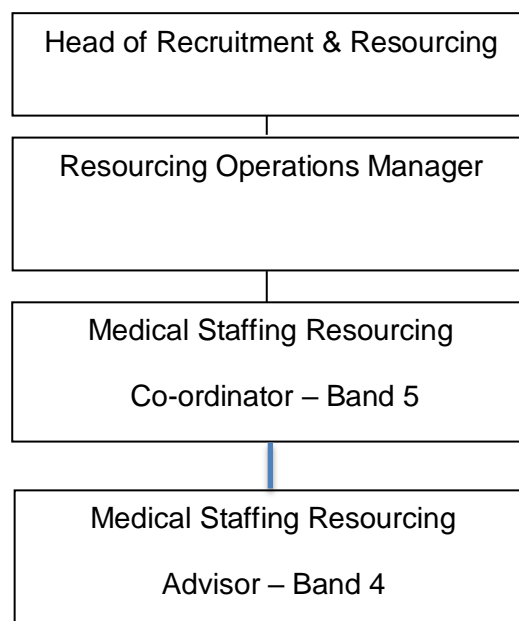 Head of Recruitment & Resourcing
Resourcing Operations Manager
Medical Staffing Resourcing
Co-ordinator – Band 5
Medical Staffing Resourcing
Advisor – Band 4